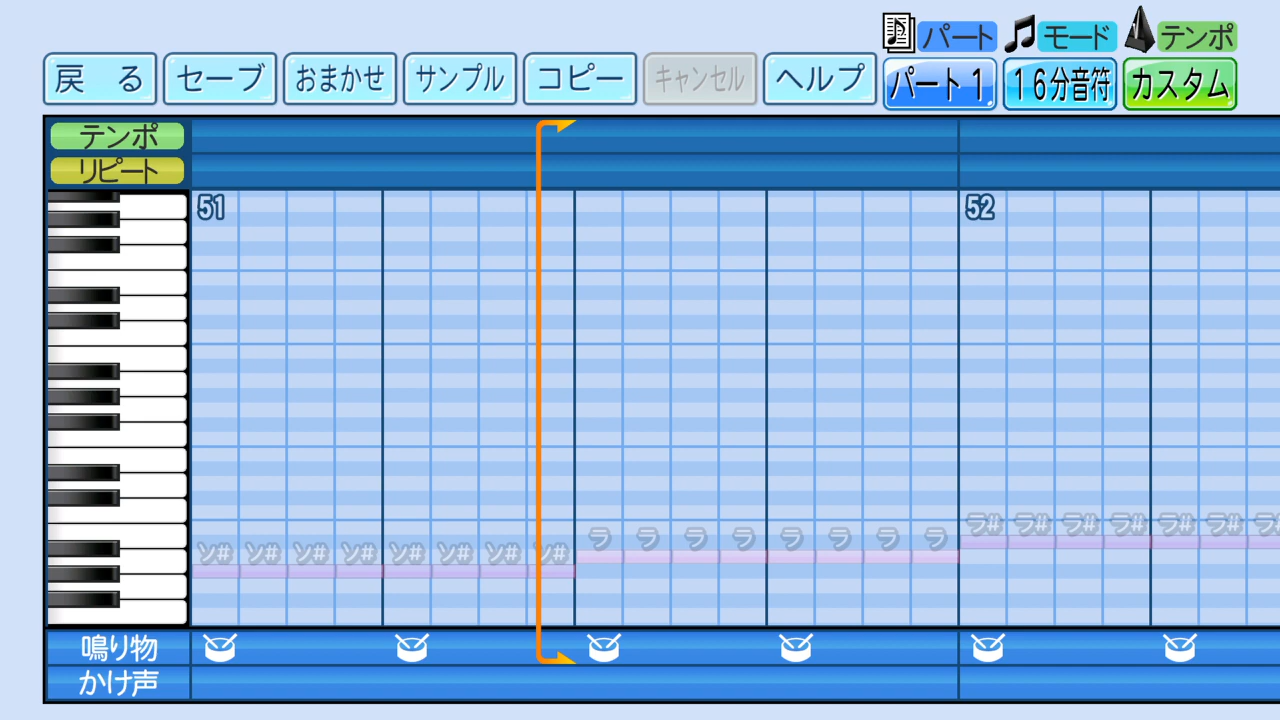 パート モード テンポ
戻る セーブ おまかせ サンプル コピー キャンセル ヘルプ パート1 16分音符 カスタム
テンポ
リピート
51 52
ラ# ラ# ラ# ラ# ラ# ラ# ラ#
ラ ラ ラ ラ ラ ラ ラ ラ
ソ# ソ# ソ# ソ# ソ# ソ# ソ# ソ#
鳴り物
かけ声